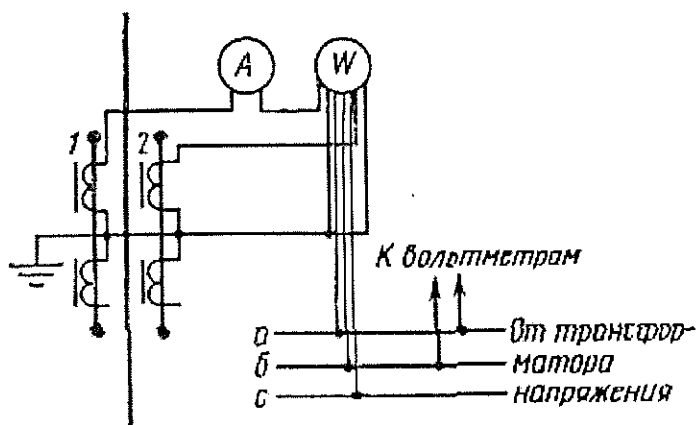 A W
1 2
К вольтметрам
а От трансфор-
б матора
с напряжения